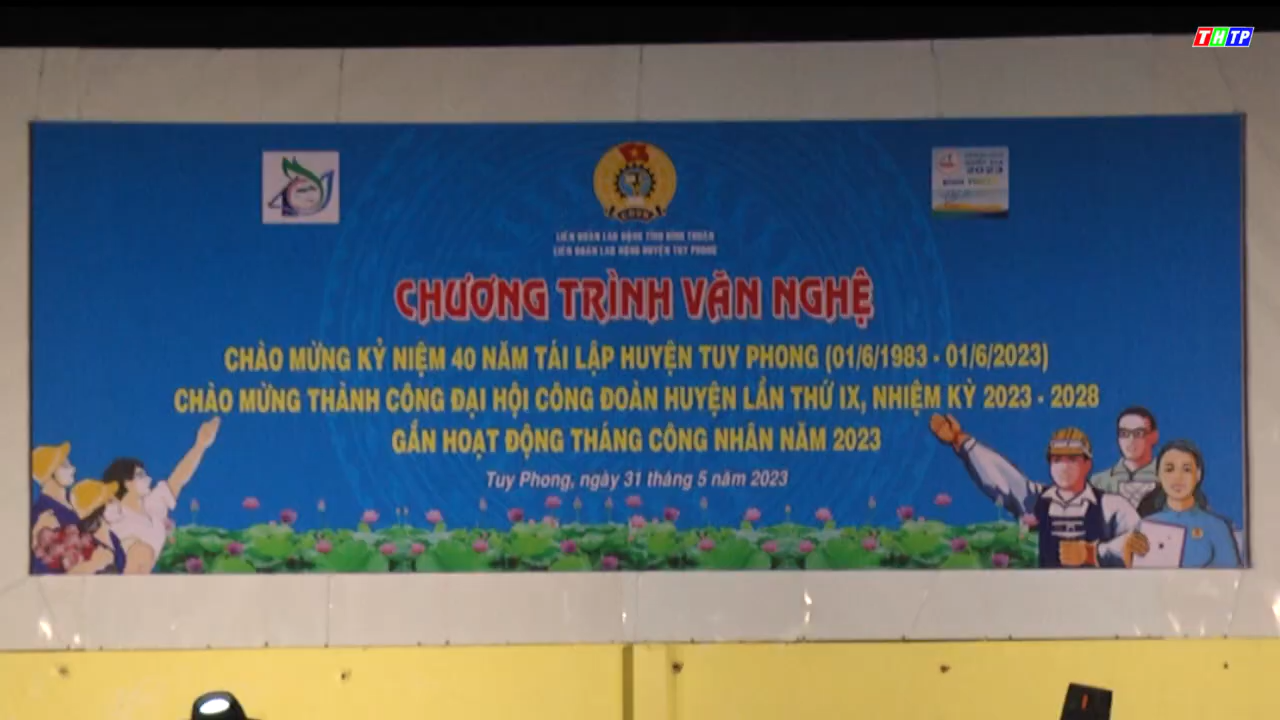 THTP
2023
LIÊN ĐOÀN LAO ĐỘNG TỈNH BÌNH THUẬN
LIÊN ĐOÀN LAO ĐỘNG HUYỆN TUY PHONG
CHƯƠNG TRÌNH VĂN NGHỆ
CHÀO MỪNG KỶ NIỆM 40 NĂM TÁI LẬP HUYỆN TUY PHONG (01/6/1983 - 01/6/2023)
CHÀO MỪNG THÀNH CÔNG ĐẠI HỘI CÔNG ĐOÀN HUYỆN LẦN THỨ IX, NHIỆM KỲ 2023 - 2028
GẮN HOẠT ĐỘNG THÁNG CÔNG NHÂN NĂM 2023
Tuy Phong, ngày 31 tháng 5 năm 2023